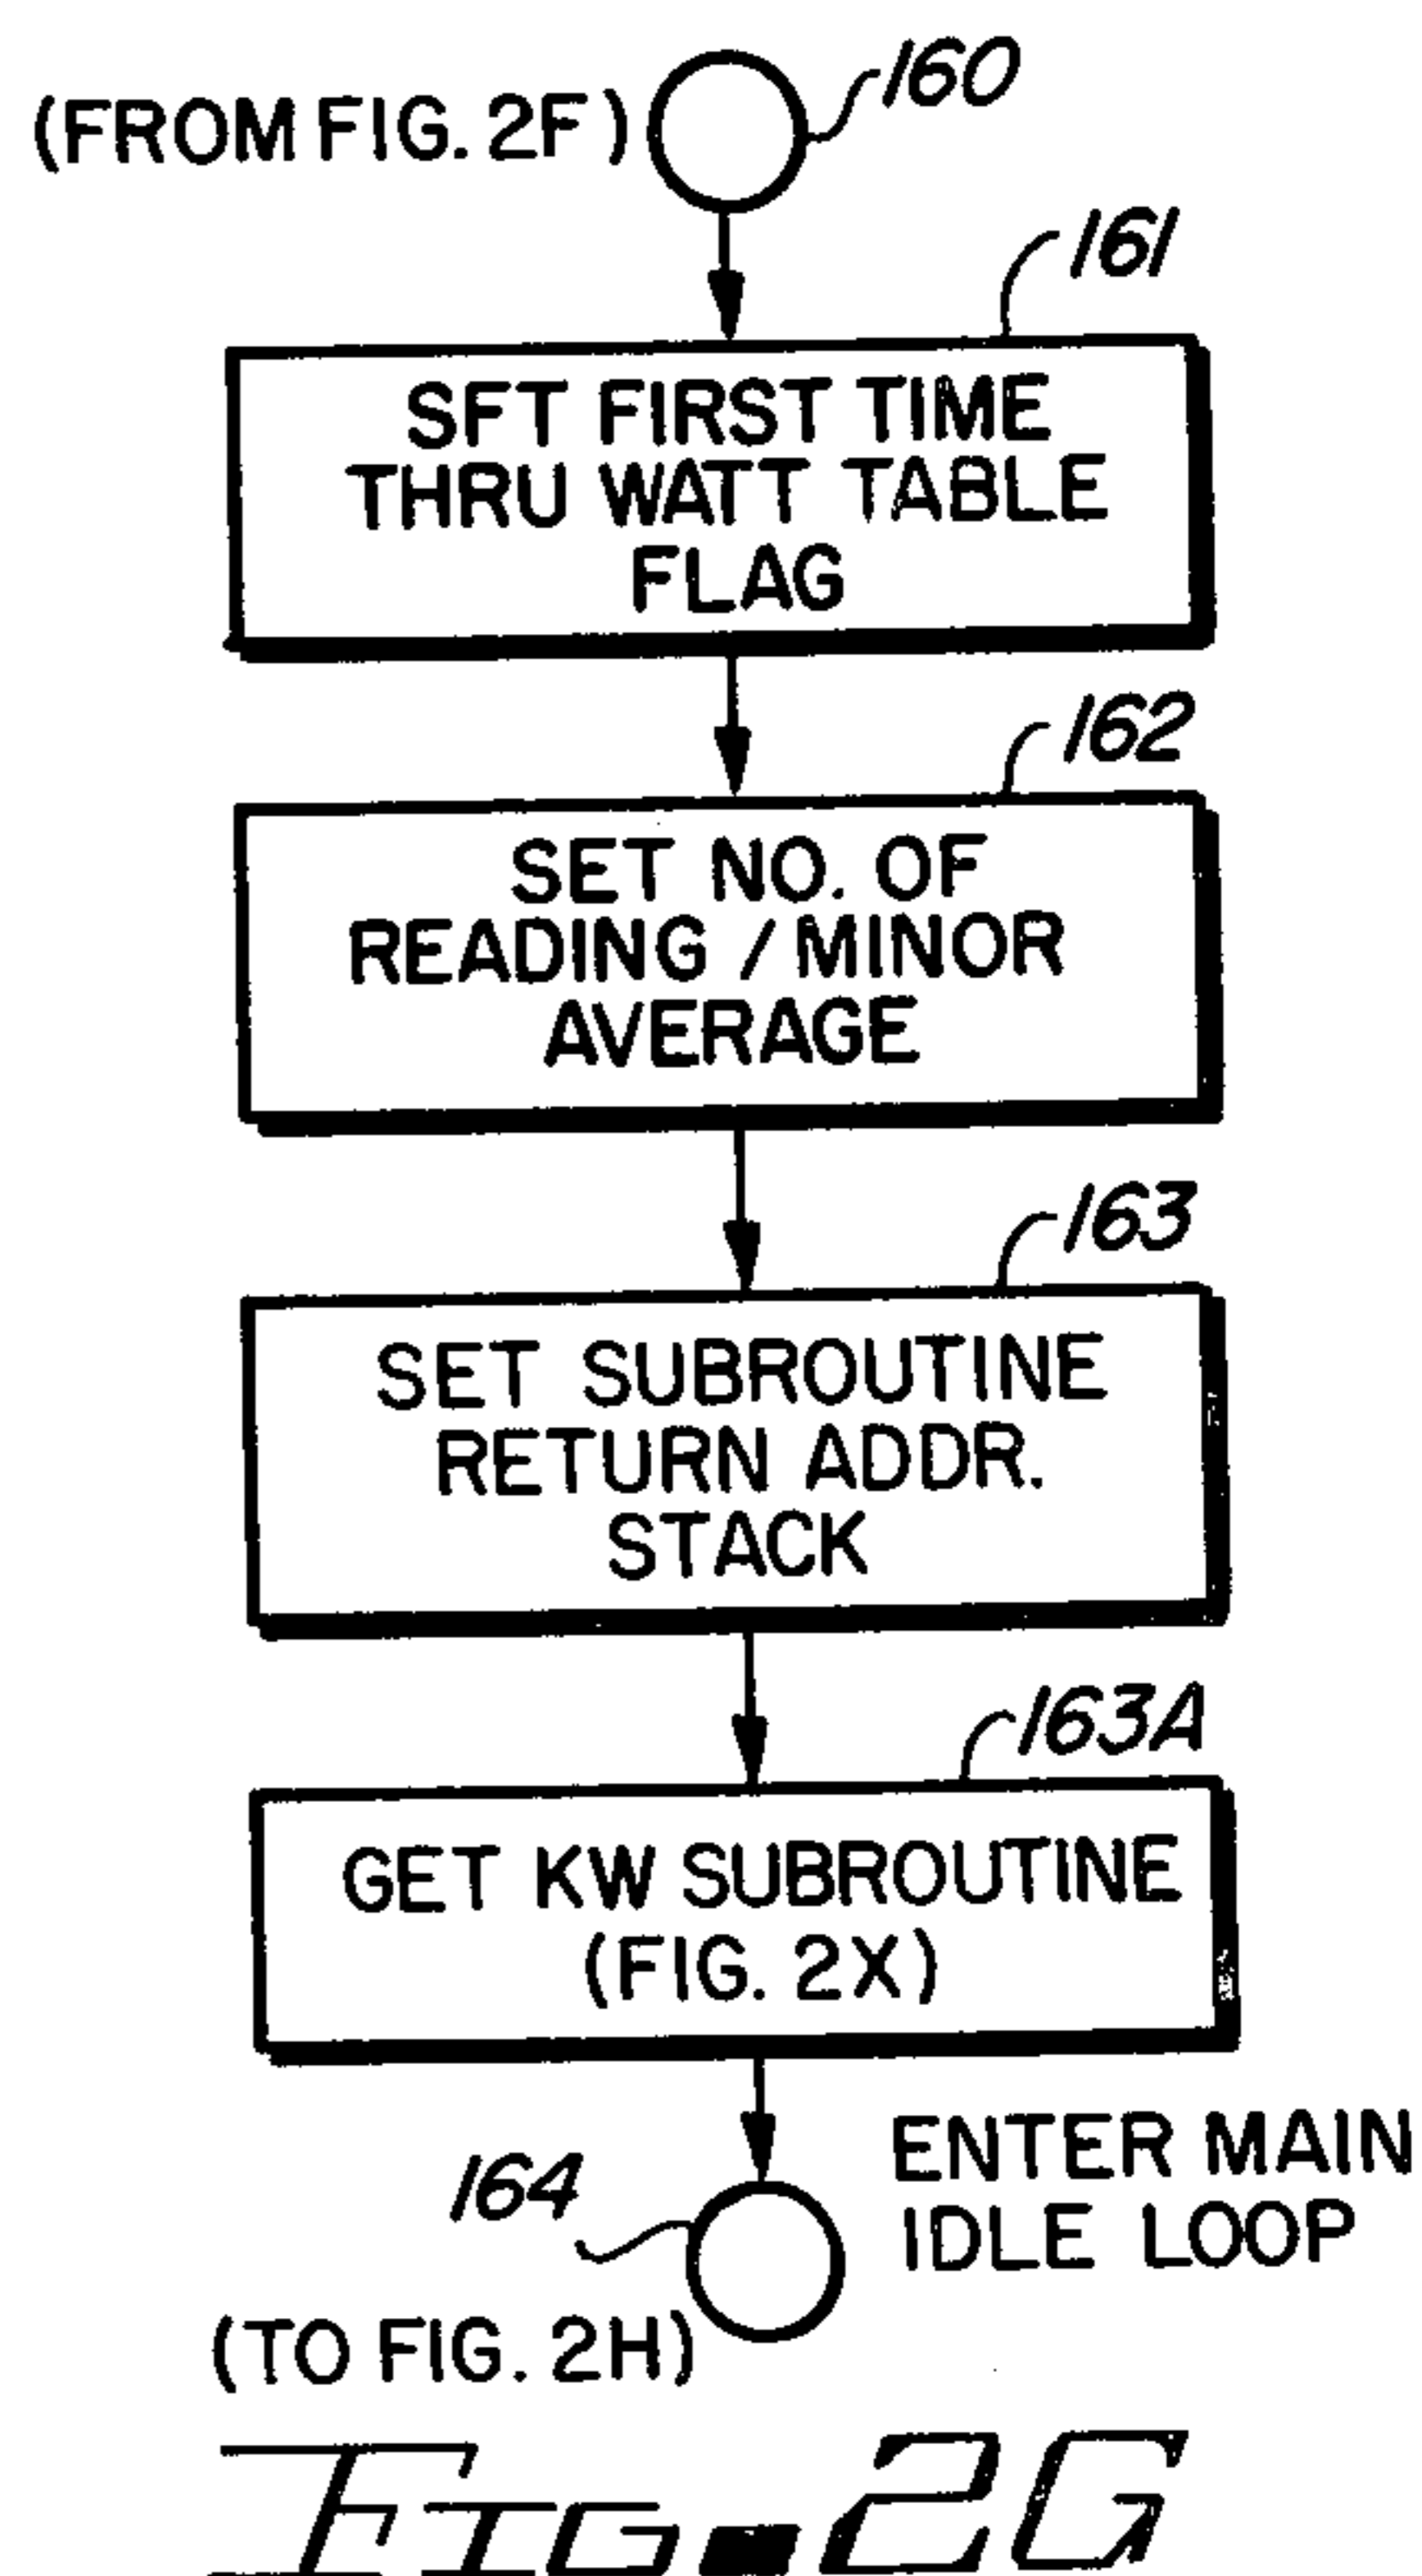 (FROM FIG. 2F)
160
161
SFT FIRST TIME
THRU WATT TABLE
FLAG
162
SET NO. OF
READING / MINOR
AVERAGE
163
SET SUBROUTINE
RETURN ADDR.
STACK
163A
GET KW SUBROUTINE
(FIG. 2X)
164
ENTER MAIN
IDLE LOOP
(TO FIG. 2H)
FIG. 2G